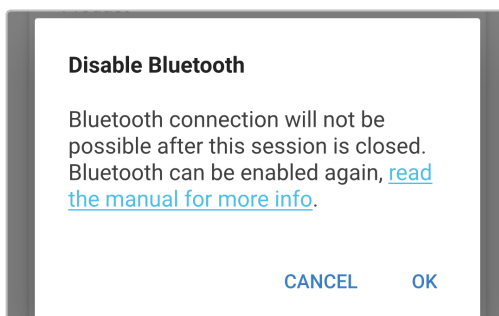 Disable Bluetooth
Bluetooth connection will not be
possible after this session is closed.
Bluetooth can be enabled again, read
the manual for more info.
CANCEL OK